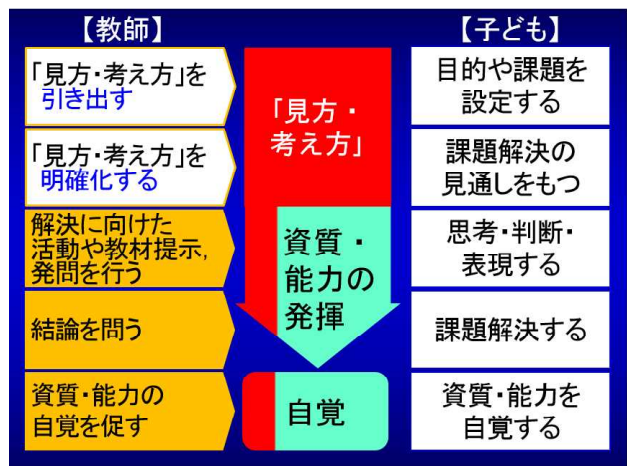 【教師】
「見方・考え方」を
引き出す
「見方・考え方」を
明確化する
解決に向けた
活動や教材提示,
発問を行う
結論を問う
資質・能力の
自覚を促す
「見方・
考え方」
資質・
能力の
発揮
自覚
【子ども】
目的や課題を
設定する
課題解決の
見通しをもつ
思考・判断・
表現する
課題解決する
資質・能力を
自覚する